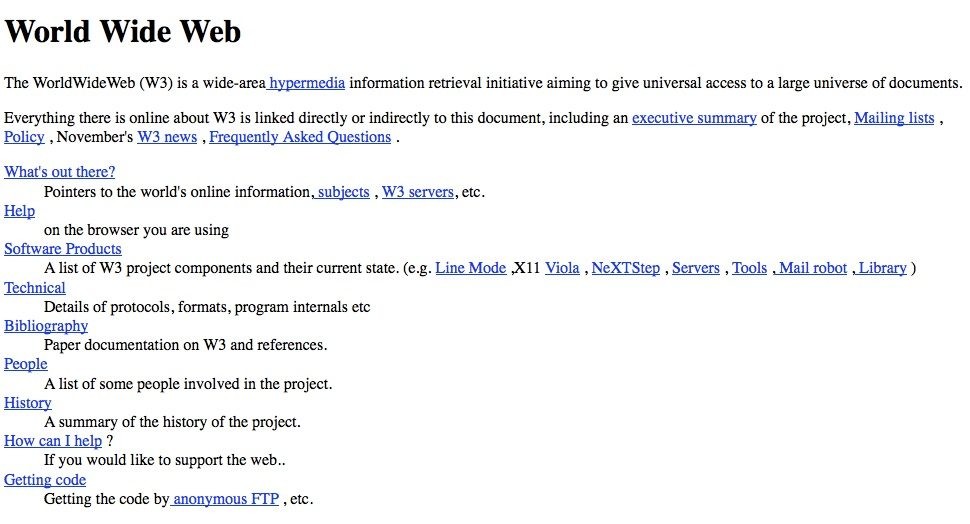 World Wide Web
The WorldWideWeb (W3) is a wide-area hypermedia information retrieval initiative aiming to give universal access to a large universe of documents.
Everything there is online about W3 is linked directly or indirectly to this document, including an executive summary of the project, Mailing lists ,
Policy , November's W3 news , Frequently Asked Questions .
What's out there?
Pointers to the world's online information, subjects , W3 servers, etc.
Help
on the browser you are using
Software Products
A list of W3 project components and their current state. (e.g. Line Mode ,X11 Viola , NeXTStep , Servers , Tools , Mail robot , Library )
Technical
Details of protocols, formats, program internals etc
Bibliography
Paper documentation on W3 and references.
People
A list of some people involved in the project.
History
A summary of the history of the project.
How can I help ?
If you would like to support the web..
Getting code
Getting the code by anonymous FTP , etc.